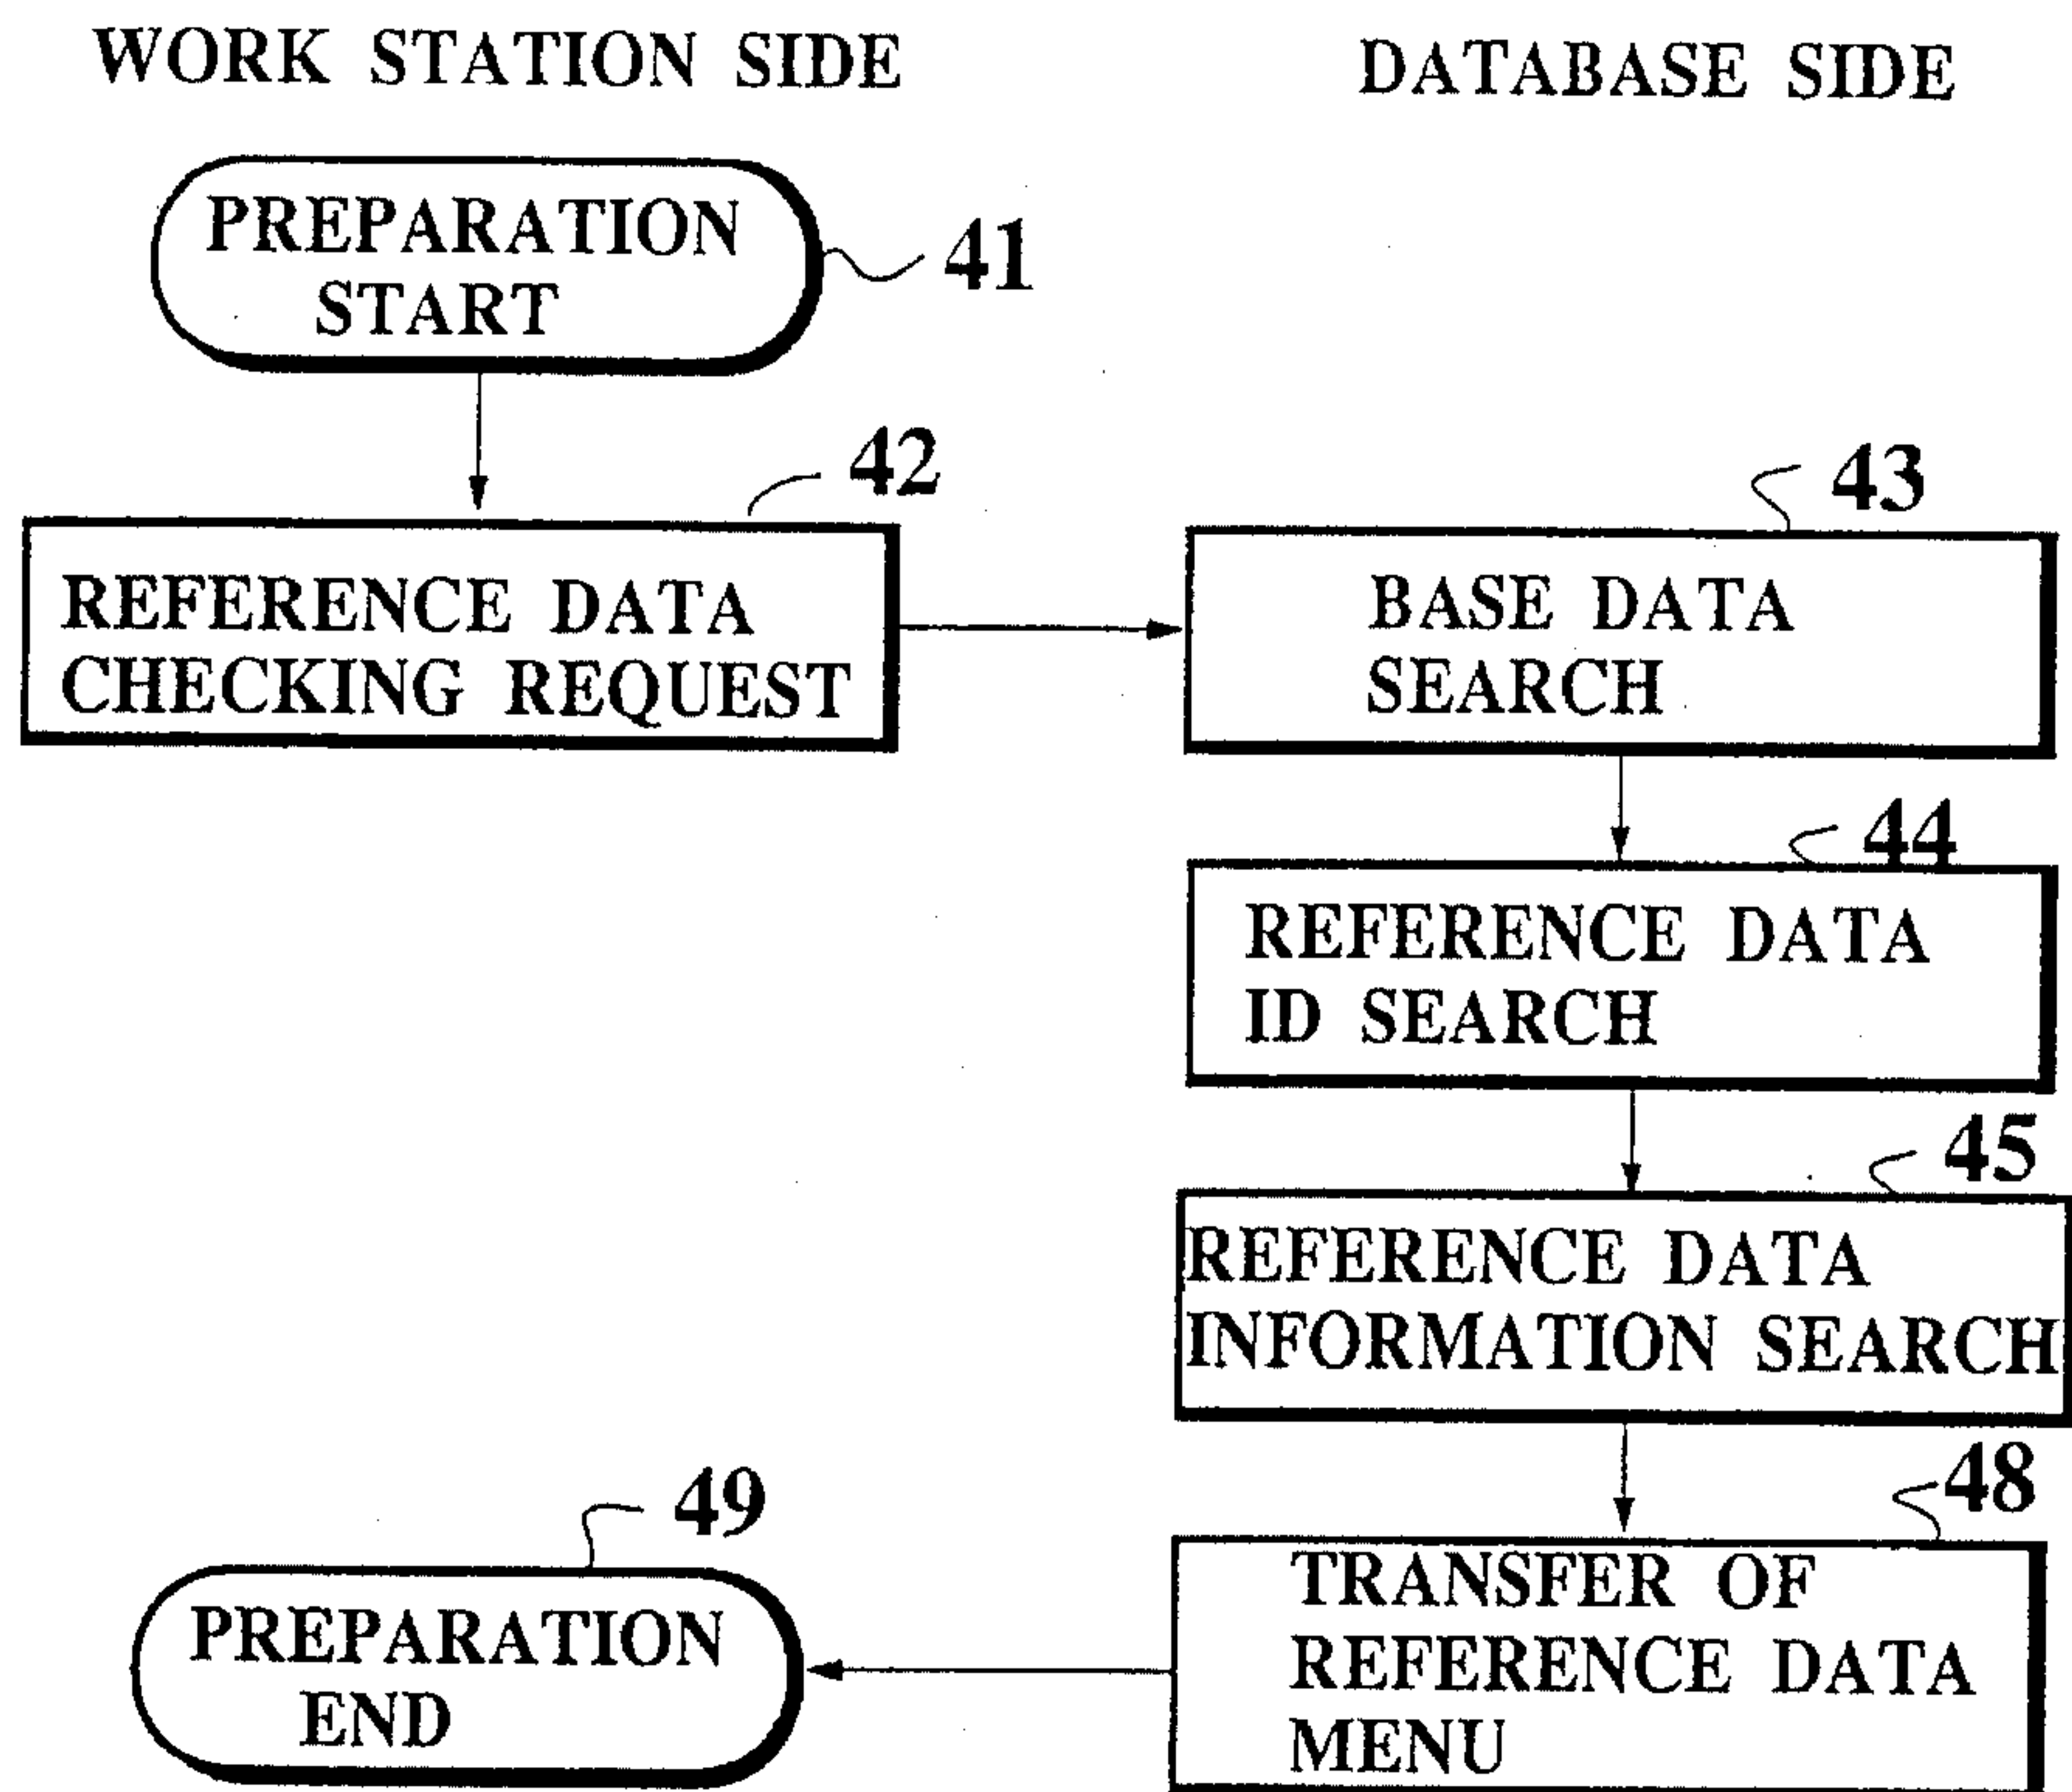 WORK STATION SIDE
DATABASE SIDE
PREPARATION
START
41
42
REFERENCE DATA
CHECKING REQUEST
43
BASE DATA
SEARCH
44
REFERENCE DATA
ID SEARCH
45
REFERENCE DATA
INFORMATION SEARCH
48
TRANSFER OF
REFERENCE DATA
MENU
49
PREPARATION
END